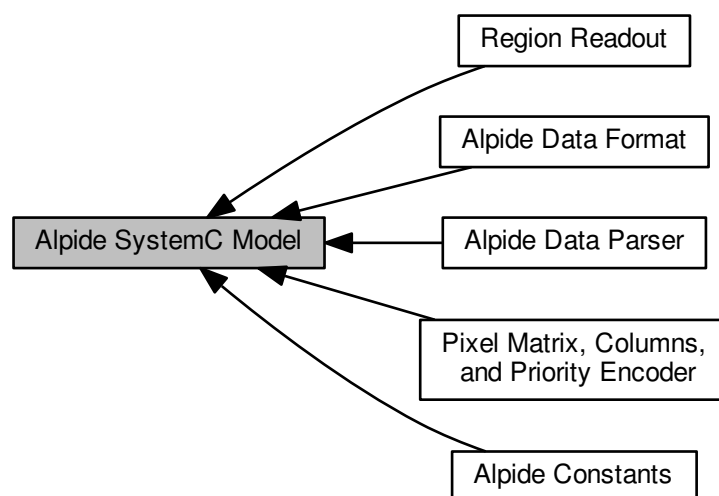 Region Readout
Alpide Data Format
Alpide SystemC Model
Alpide Data Parser
Pixel Matrix, Columns,
and Priority Encoder
Alpide Constants